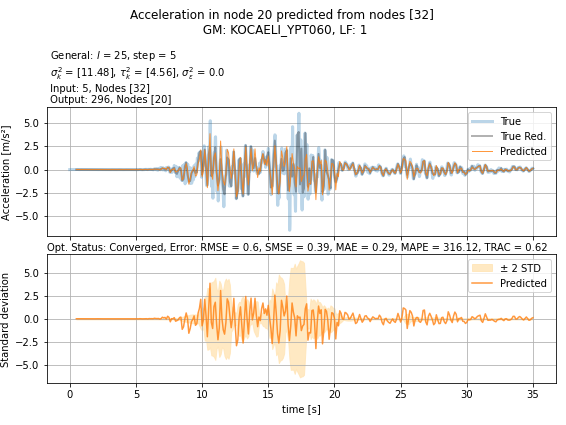 Acceleration in node 20 predicted from nodes [32]
GM: KOCAELI_YPT060, LF: 1
General: l = 25, step = 5
σ²ₖ = [11.48], τ²ₖ = [4.56], σ²ε = 0.0
Input: 5, Nodes [32]
Output: 296, Nodes [20]
Acceleration [m/s²]
5.0
2.5
0.0
−2.5
−5.0
True
True Red.
Predicted
Opt. Status: Converged, Error: RMSE = 0.6, SMSE = 0.39, MAE = 0.29, MAPE = 316.12, TRAC = 0.62
Standard deviation
5.0
2.5
0.0
−2.5
−5.0
± 2 STD
Predicted
0 5 10 15 20 25 30 35
time [s]